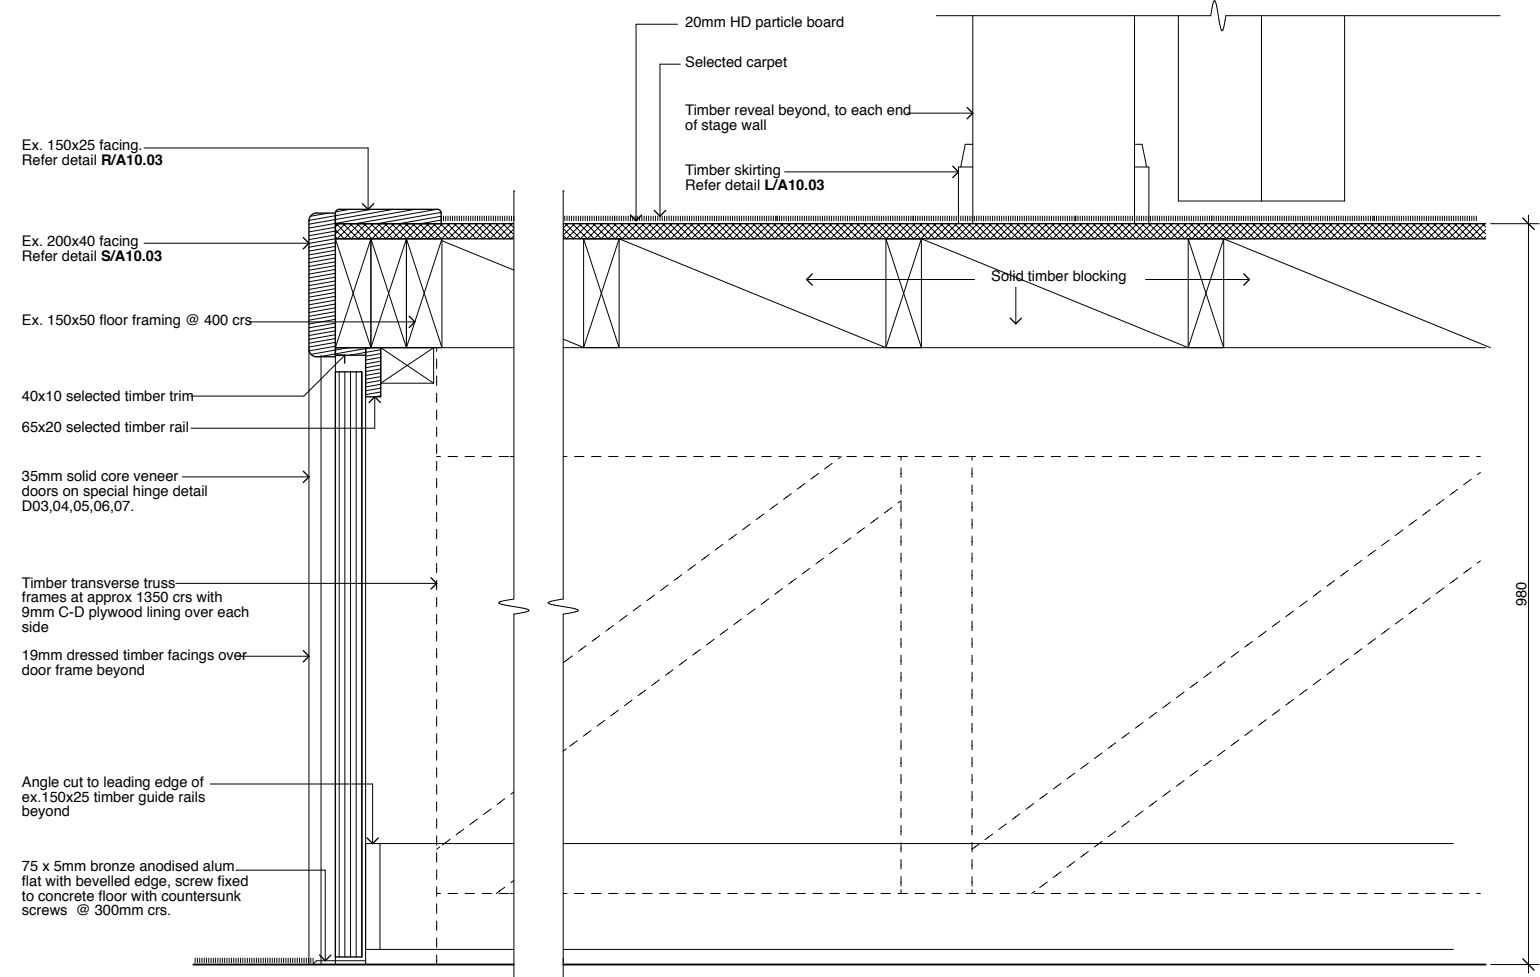 20mm HD particle board
Selected carpet
Timber reveal beyond, to each end
of stage wall
Timber skirting
Refer detail L/A10.03
Ex. 150x25 facing.
Refer detail R/A10.03
Ex. 200x40 facing
Refer detail S/A10.03
Solid timber blocking
Ex. 150x50 floor framing @ 400 crs
40x10 selected timber trim
65x20 selected timber rail
35mm solid core veneer
doors on special hinge detail
D03,04,05,06,07.
Timber transverse truss
frames at approx 1350 crs with
9mm C-D plywood lining over each
side
19mm dressed timber facings over
door frame beyond
Angle cut to leading edge of
ex.150x25 timber guide rails
beyond
75 x 5mm bronze anodised alum
flat with bevelled edge, screw fixed
to concrete floor with countersunk
screws @ 300mm crs.
980